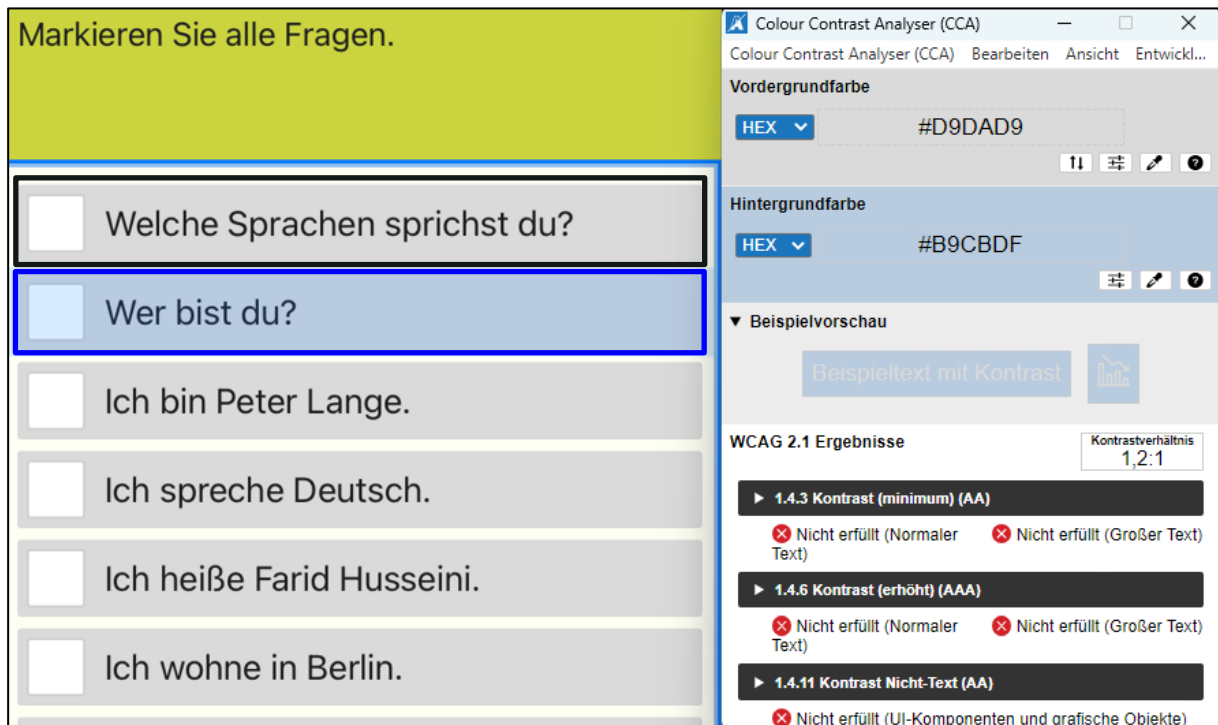 Markieren Sie alle Fragen.
Welche Sprachen sprichst du?
Wer bist du?
Ich bin Peter Lange.
Ich spreche Deutsch.
Ich heiße Farid Husseini.
Ich wohne in Berlin.
Colour Contrast Analyser (CCA)
Colour Contrast Analyser (CCA) Bearbeiten Ansicht Entwickl...
Vordergrundfarbe
HEX #D9DAD9
Hintergrundfarbe
HEX #B9CBDF
▼ Beispielvorschau
Beispieltext mit Kontrast
WCAG 2.1 Ergebnisse
Kontrastverhältnis
1,2:1
1.4.3 Kontrast (minimum) (AA)
Nicht erfüllt (Normaler
Text)
Nicht erfüllt (Großer Text)
1.4.6 Kontrast (erhöht) (AAA)
Nicht erfüllt (Normaler
Text)
Nicht erfüllt (Großer Text)
1.4.11 Kontrast Nicht-Text (AA)
Nicht erfüllt (UI-Komponenten und grafische Objekte)